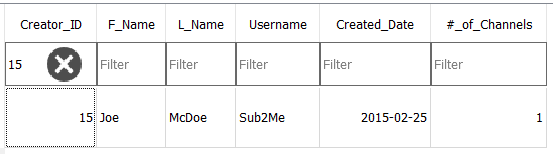 Creator_ID F_Name L_Name Username Created_Date #_of_Channels
15 Filter Filter Filter Filter Filter
15 Joe McDoe Sub2Me 2015-02-25 1